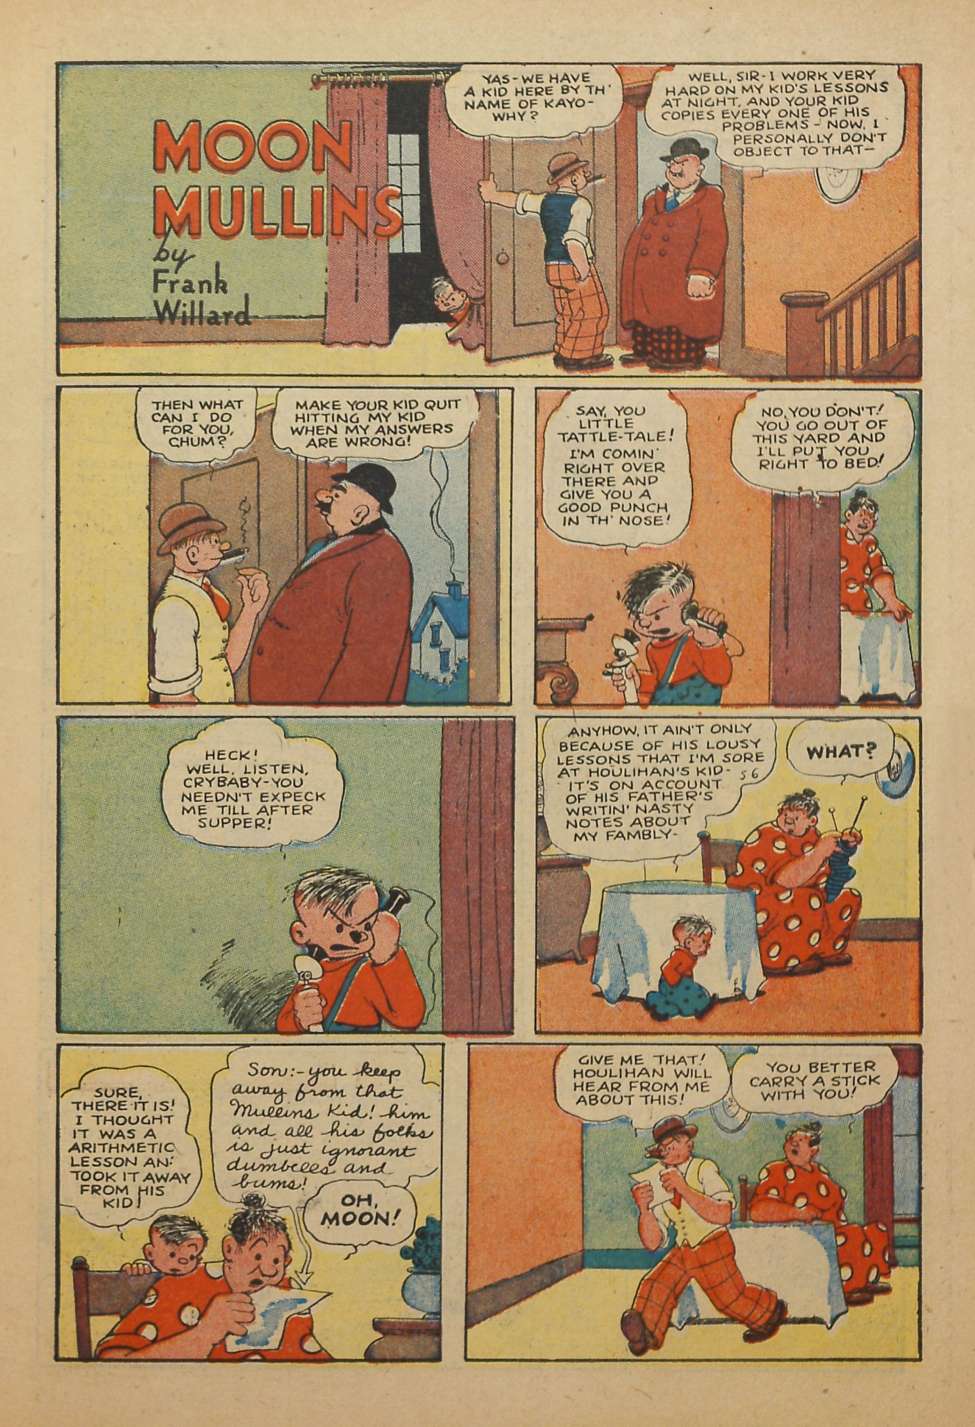 MOON
MULLINS
by
Frank
Willard
YAS-WE HAVE
A KID HERE BY TH'
NAME OF KAYO-
WHY?
WELL, SIR-I WORK VERY
HARD ON MY KID'S LESSONS
AT NIGHT, AND YOUR KID
COPIES EVERY ONE OF HIS
PROBLEMS-NOW, I
PERSONALLY DON'T
OBJECT TO THAT-
THEN WHAT
CAN I DO
FOR YOU,
CHUM?
MAKE YOUR KID QUIT
HITTING MY KID
WHEN MY ANSWERS
ARE WRONG!
SAY, YOU
LITTLE
TATTLE-TALE!
I'M COMIN'
RIGHT OVER
THERE AND
GIVE YOU A
GOOD PUNCH
IN TH' NOSE!
NO, YOU DON'T!
YOU GO OUT OF
THIS YARD AND
I'LL PUT YOU
RIGHT TO BED!
HECK!
WELL, LISTEN,
CRYBABY-YOU
NEEDN'T EXPECK
ME TILL AFTER
SUPPER!
ANYHOW, IT AIN'T ONLY
BECAUSE OF HIS LOUSY
LESSONS THAT I'M SORE
AT HOULIHAN'S KID-
IT'S ON ACCOUNT
OF HIS FATHER'S
WRITIN' NASTY
NOTES ABOUT
MY FAMBLY-
56
WHAT?
SURE,
THERE IT IS!
I THOUGHT
IT WAS A
ARITHMETIC
LESSON AN'
TOOK IT AWAY
FROM HIS
KID!
Son:-you keep
away from that
Mullins Kid! him
and all his folks
is just ignorant
dumbells and
bums!
OH,
MOON!
GIVE ME THAT!
HOULIHAN WILL
HEAR FROM ME
ABOUT THIS!
YOU BETTER
CARRY A STICK
WITH YOU!